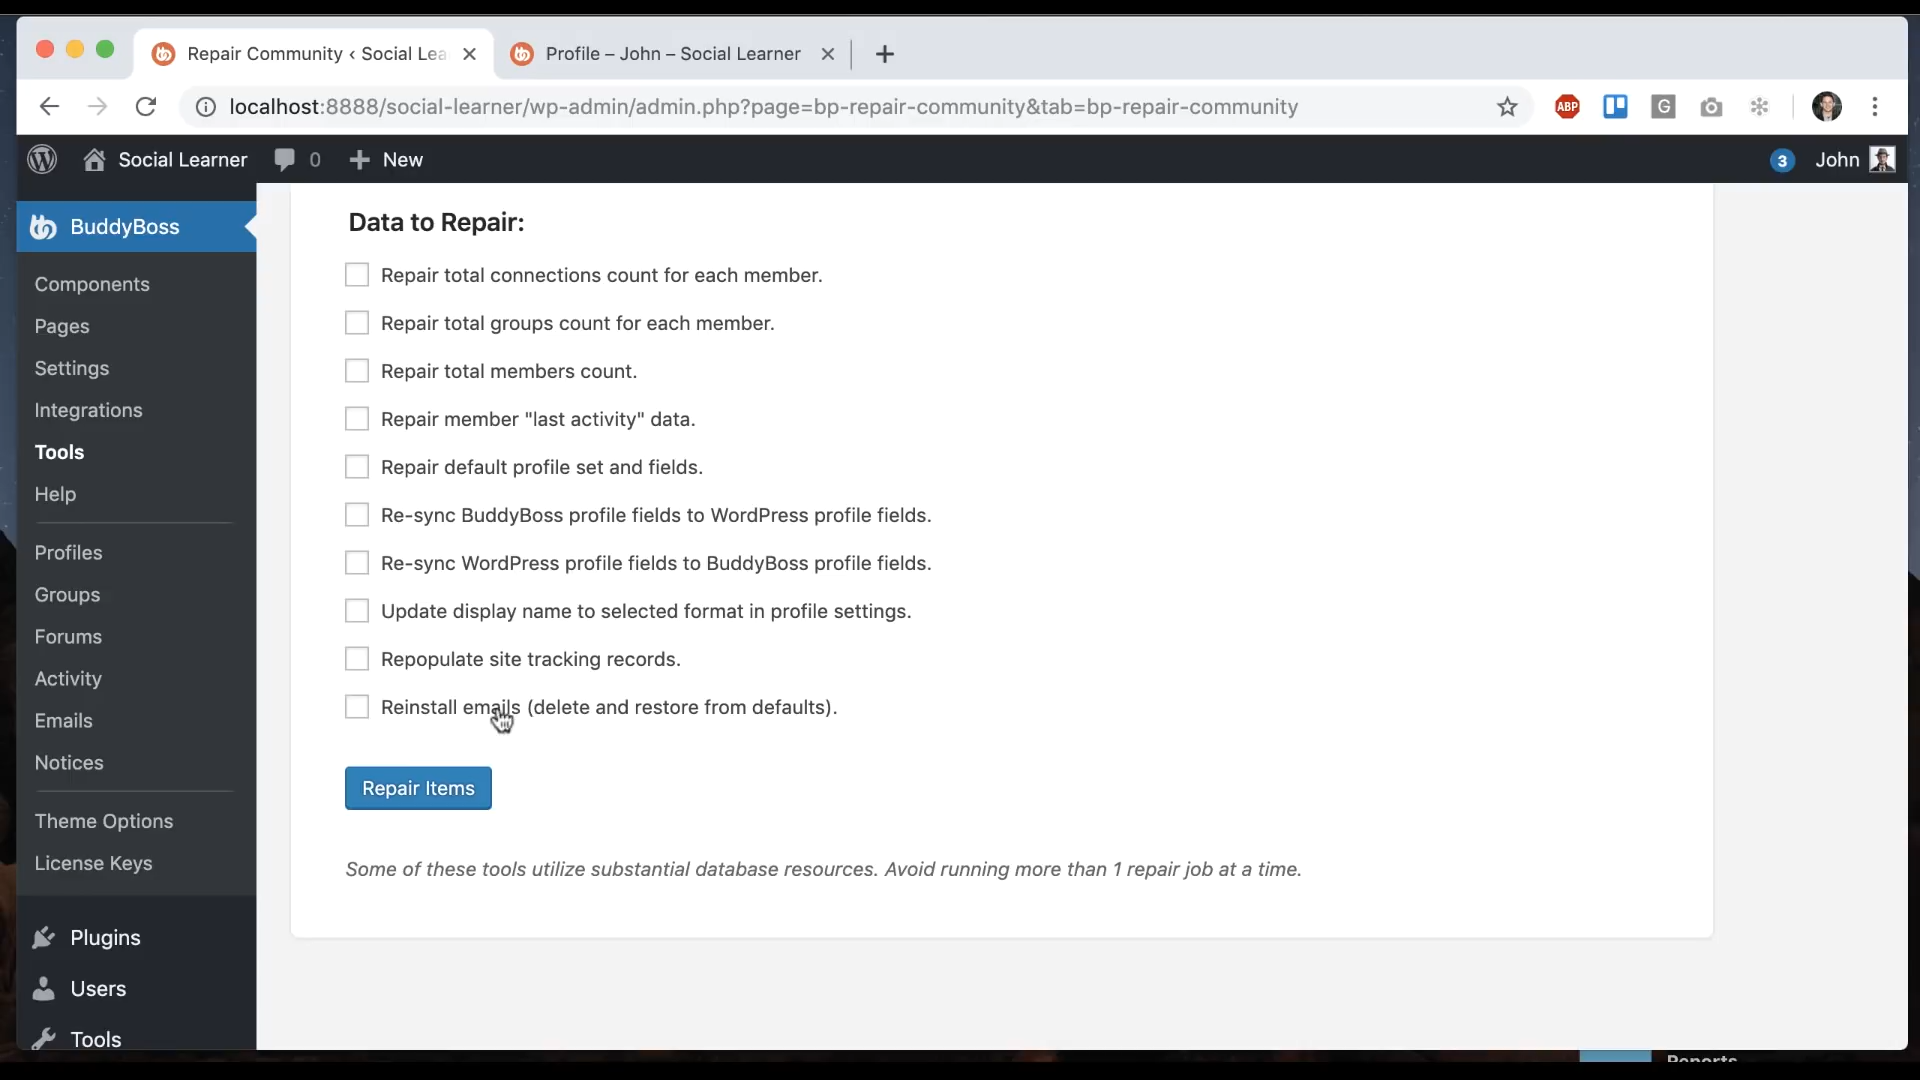 Repair Community ‹ Social Lea
Profile – John – Social Learner
localhost:8888/social-learner/wp-admin/admin.php?page=bp-repair-community&tab=bp-repair-community
ABP
G
Social Learner
0
New
3
John
BuddyBoss
Components
Pages
Settings
Integrations
Tools
Help
Profiles
Groups
Forums
Activity
Emails
Notices
Theme Options
License Keys
Plugins
Users
Tools
Data to Repair:
Repair total connections count for each member.
Repair total groups count for each member.
Repair total members count.
Repair member "last activity" data.
Repair default profile set and fields.
Re-sync BuddyBoss profile fields to WordPress profile fields.
Re-sync WordPress profile fields to BuddyBoss profile fields.
Update display name to selected format in profile settings.
Repopulate site tracking records.
Reinstall emails (delete and restore from defaults).
Repair Items
Some of these tools utilize substantial database resources. Avoid running more than 1 repair job at a time.
Reports